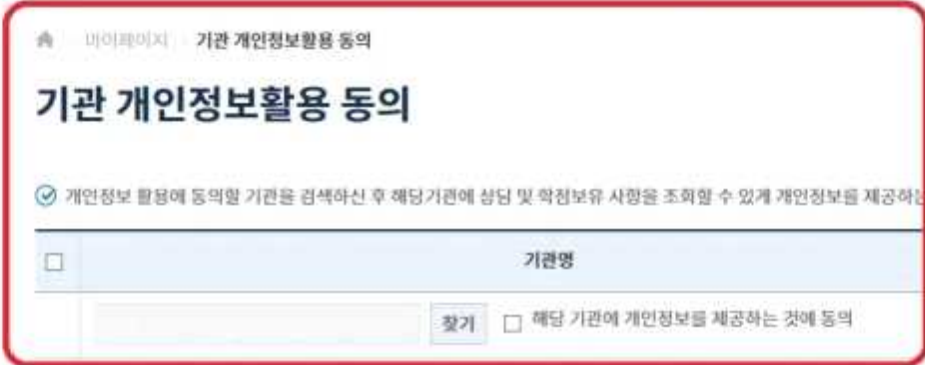 마이페이지 기관 개인정보활용 동의
기관 개인정보활용 동의
개인정보 활용에 동의할 기관을 검색하신 후 해당기관에 상담 및 학점보유 사항을 조회할 수 있게 개인정보를 제공하는
기관명
찾기 해당 기관에 개인정보를 제공하는 것에 동의